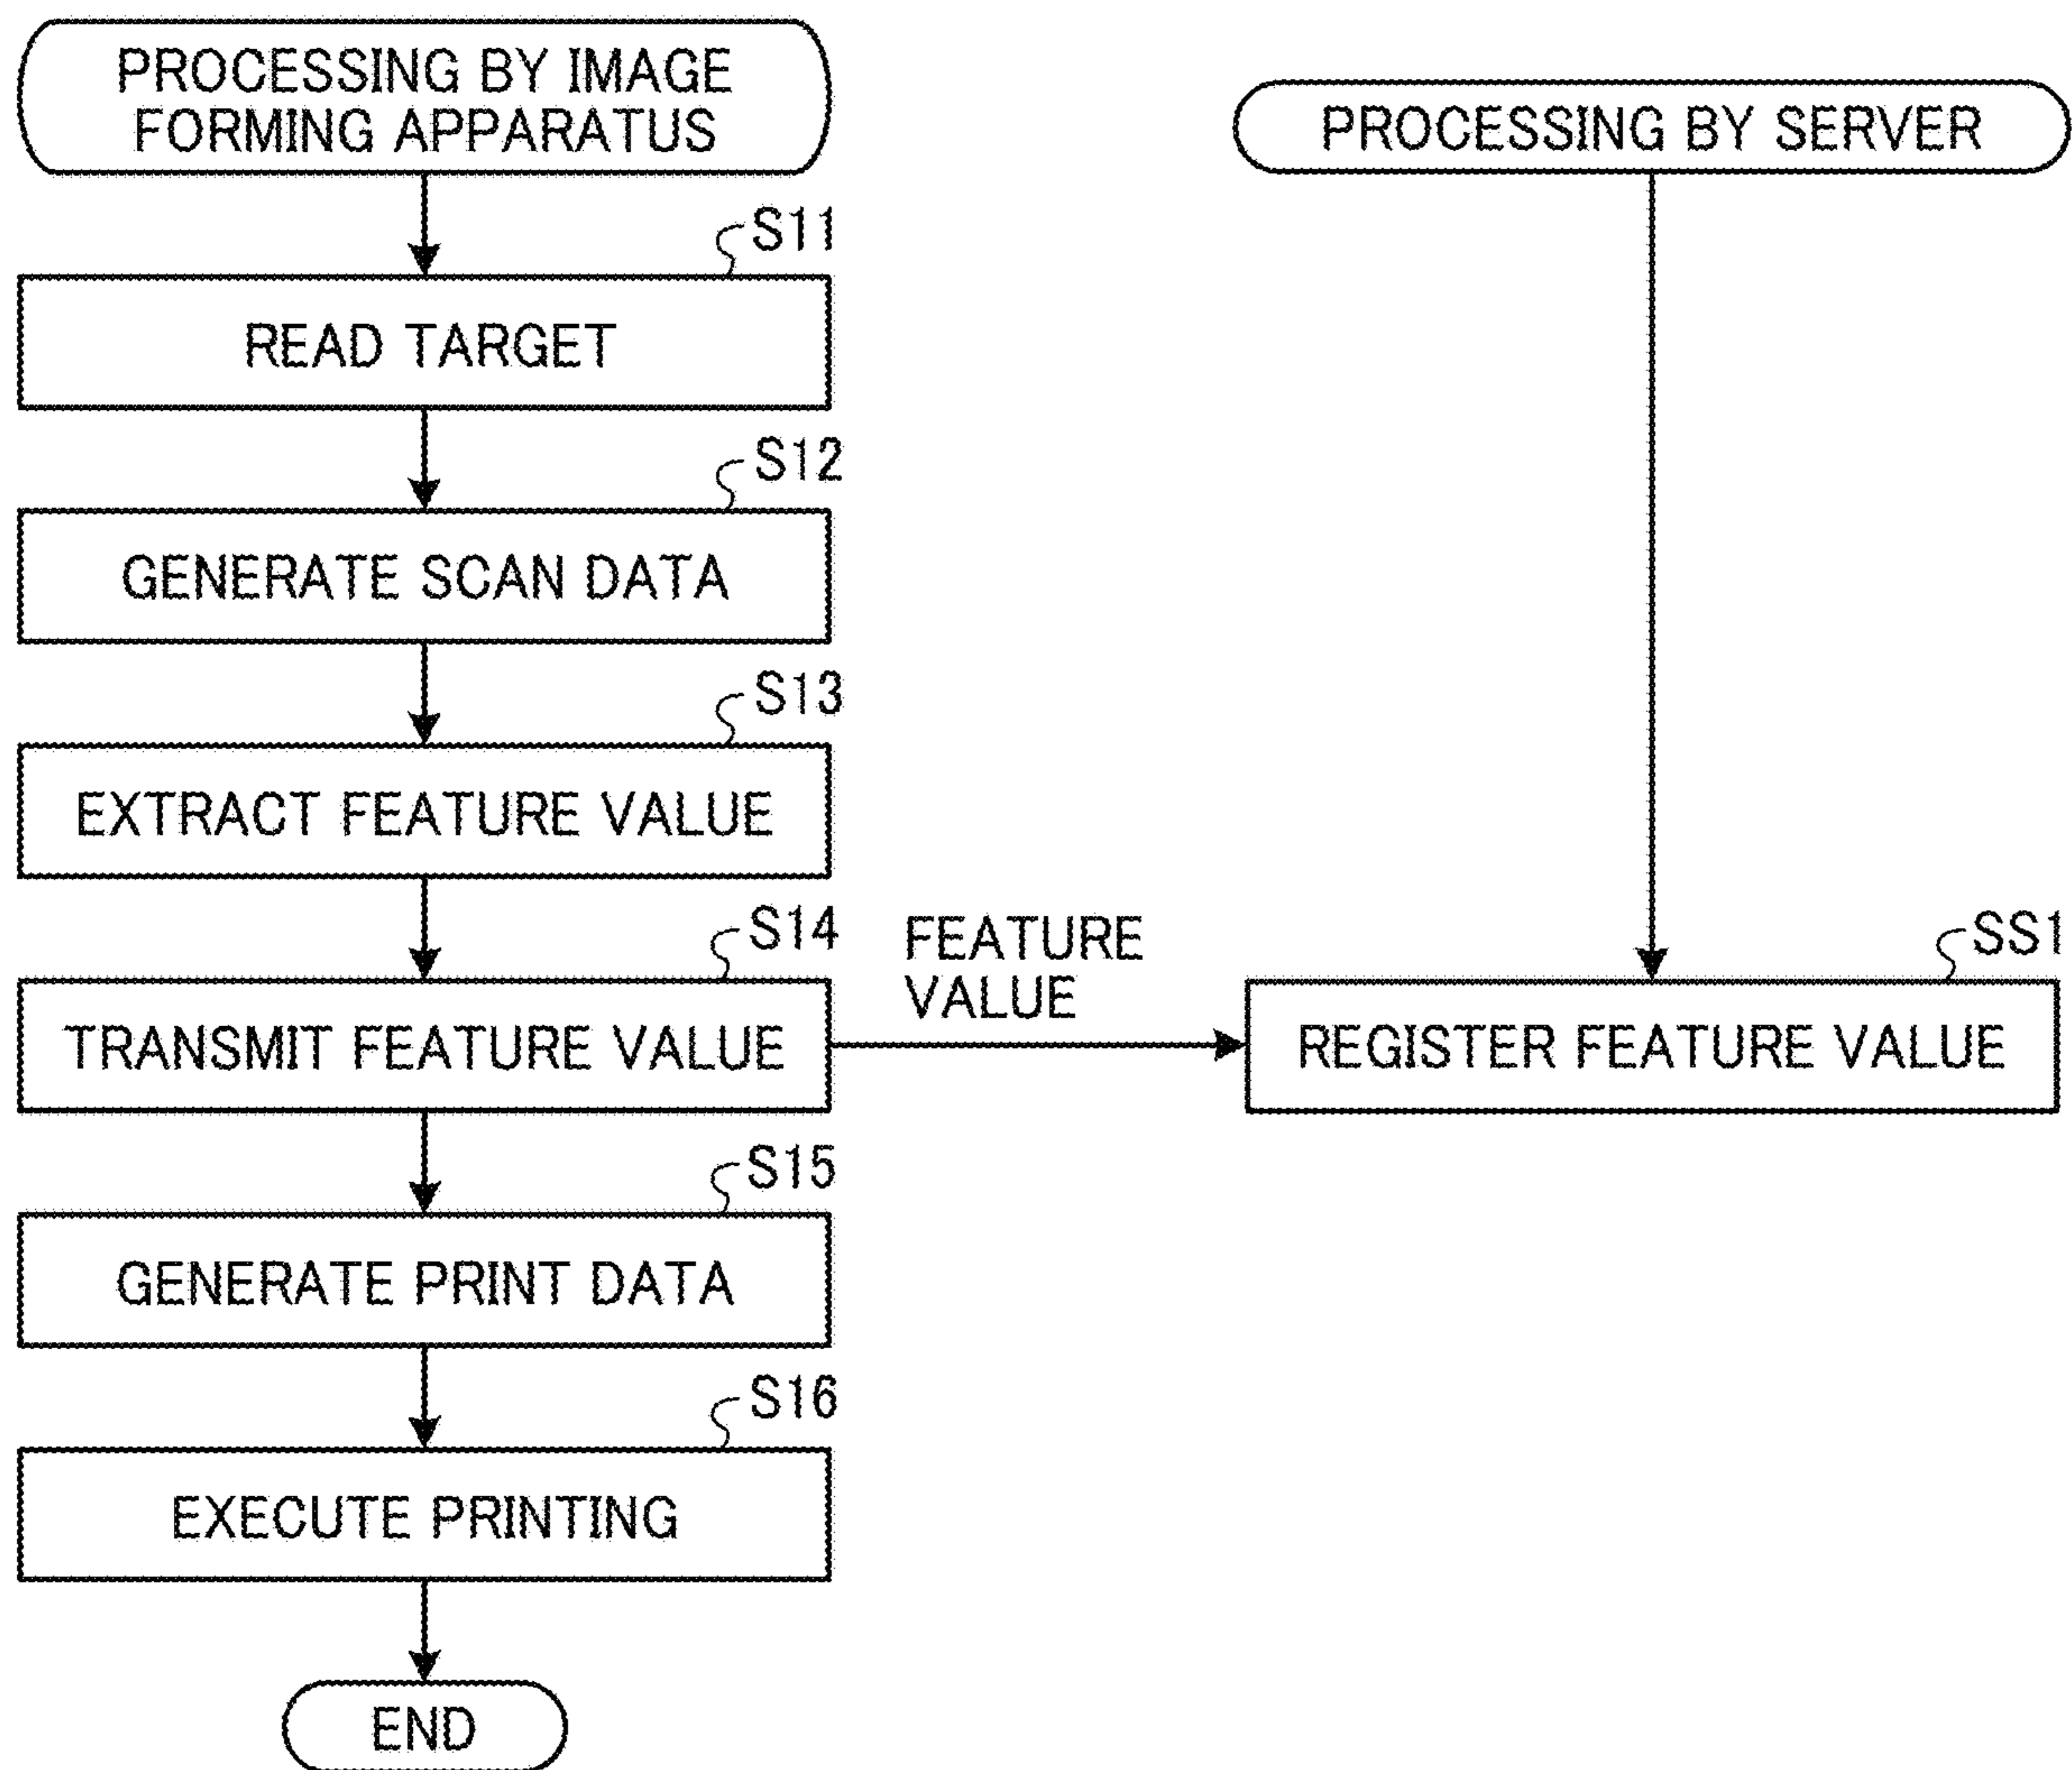 PROCESSING BY IMAGE
FORMING APPARATUS
PROCESSING BY SERVER
S11
READ TARGET
S12
GENERATE SCAN DATA
S13
EXTRACT FEATURE VALUE
S14
TRANSMIT FEATURE VALUE
FEATURE
VALUE
SS1
REGISTER FEATURE VALUE
S15
GENERATE PRINT DATA
S16
EXECUTE PRINTING
END